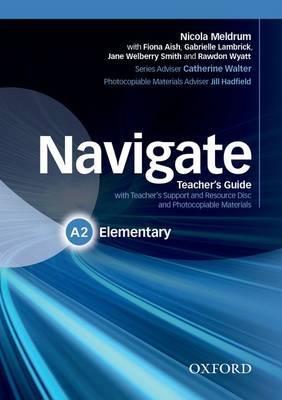 Nicola Meldrum
with Fiona Aish, Gabrielle Lambrick,
Jane Welberry Smith and Rawdon Wyatt
Series Adviser Catherine Walter
Photocopiable Materials Adviser Jill Hadfield
Navigate
Teacher's Guide
with Teacher's Support and Resource Disc
and Photocopiable Materials
A2 Elementary
OXFORD